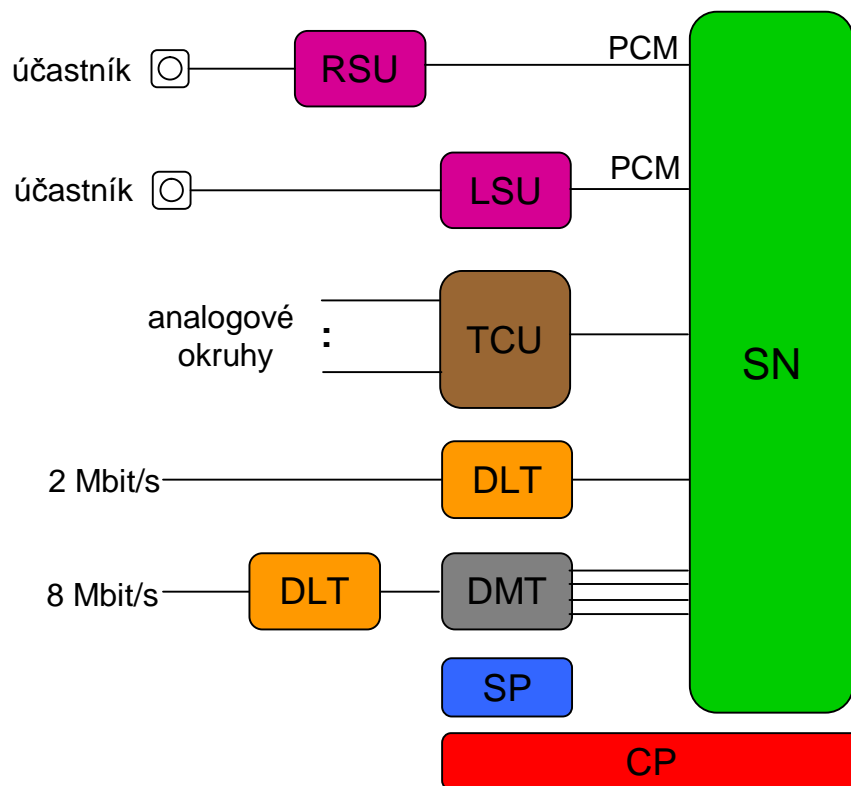 účastník
RSU
PCM
účastník
LSU
PCM
analogové
okruhy
:
TCU
SN
2 Mbit/s
DLT
8 Mbit/s
DLT
DMT
SP
CP